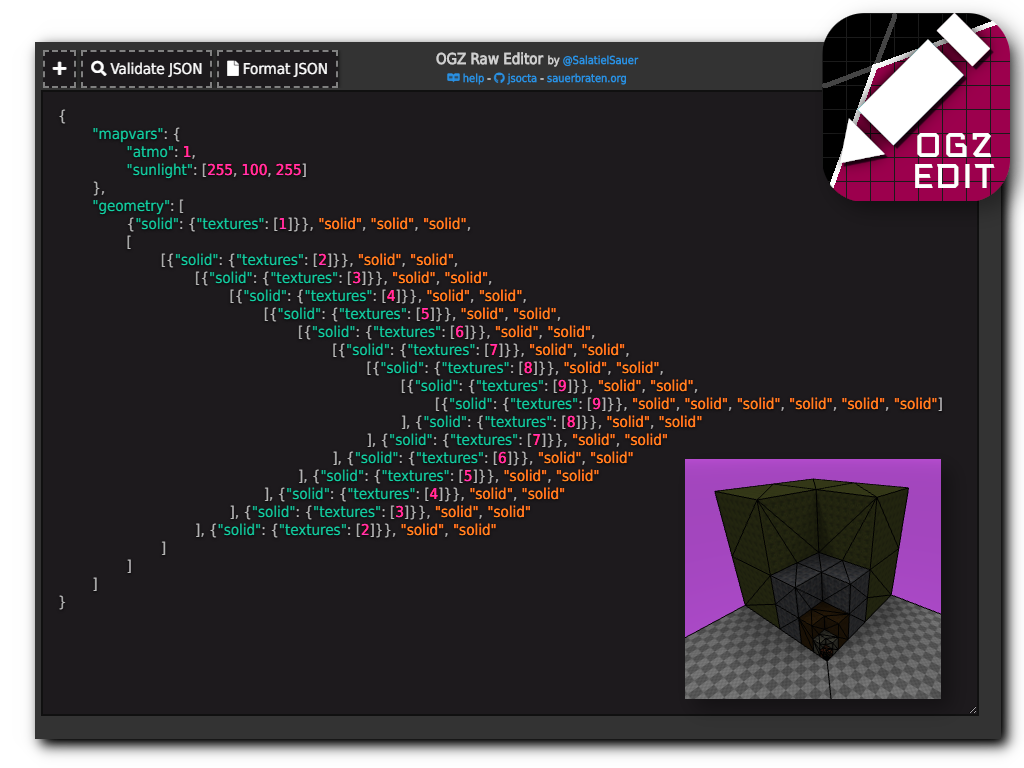 + Validate JSON Format JSON
OGZ Raw Editor by @SalatielSauer
help - jsocta - sauerbraten.org
OGZ
EDIT
{
"mapvars": {
"atmo": 1,
"sunlight": [255, 100, 255]
},
"geometry": [
{"solid": {"textures": [1]}}, "solid", "solid", "solid",
[
[{"solid": {"textures": [2]}}, "solid", "solid",
[{"solid": {"textures": [3]}}, "solid", "solid",
[{"solid": {"textures": [4]}}, "solid", "solid",
[{"solid": {"textures": [5]}}, "solid", "solid",
[{"solid": {"textures": [6]}}, "solid", "solid",
[{"solid": {"textures": [7]}}, "solid", "solid",
[{"solid": {"textures": [8]}}, "solid", "solid",
[{"solid": {"textures": [9]}}, "solid", "solid",
[{"solid": {"textures": [9]}}, "solid", "solid", "solid", "solid", "solid", "solid"]
], {"solid": {"textures": [8]}}, "solid", "solid"
], {"solid": {"textures": [7]}}, "solid", "solid"
], {"solid": {"textures": [6]}}, "solid", "solid"
], {"solid": {"textures": [5]}}, "solid", "solid"
], {"solid": {"textures": [4]}}, "solid", "solid"
], {"solid": {"textures": [3]}}, "solid", "solid"
], {"solid": {"textures": [2]}}, "solid", "solid"
]
]
]
}